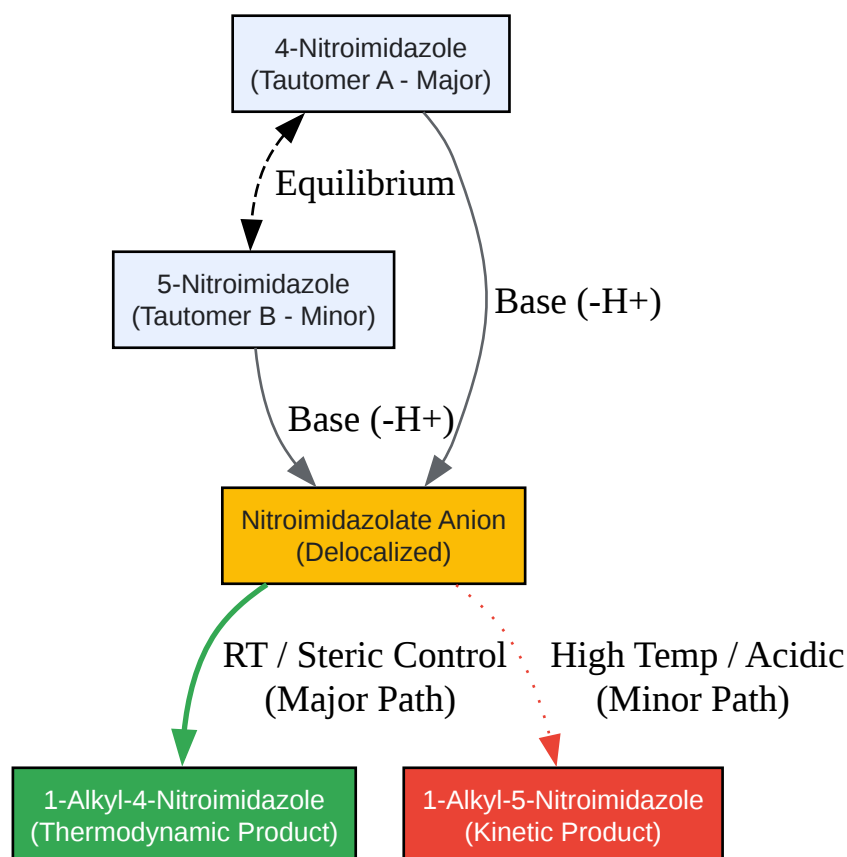 4-Nitroimidazole
(Tautomer A - Major)
Equilibrium
5-Nitroimidazole
(Tautomer B - Minor)
Base (-H+)
Base (-H+)
Nitroimidazolate Anion
(Delocalized)
RT / Steric Control
(Major Path)
High Temp / Acidic
(Minor Path)
1-Alkyl-4-Nitroimidazole
(Thermodynamic Product)
1-Alkyl-5-Nitroimidazole
(Kinetic Product)